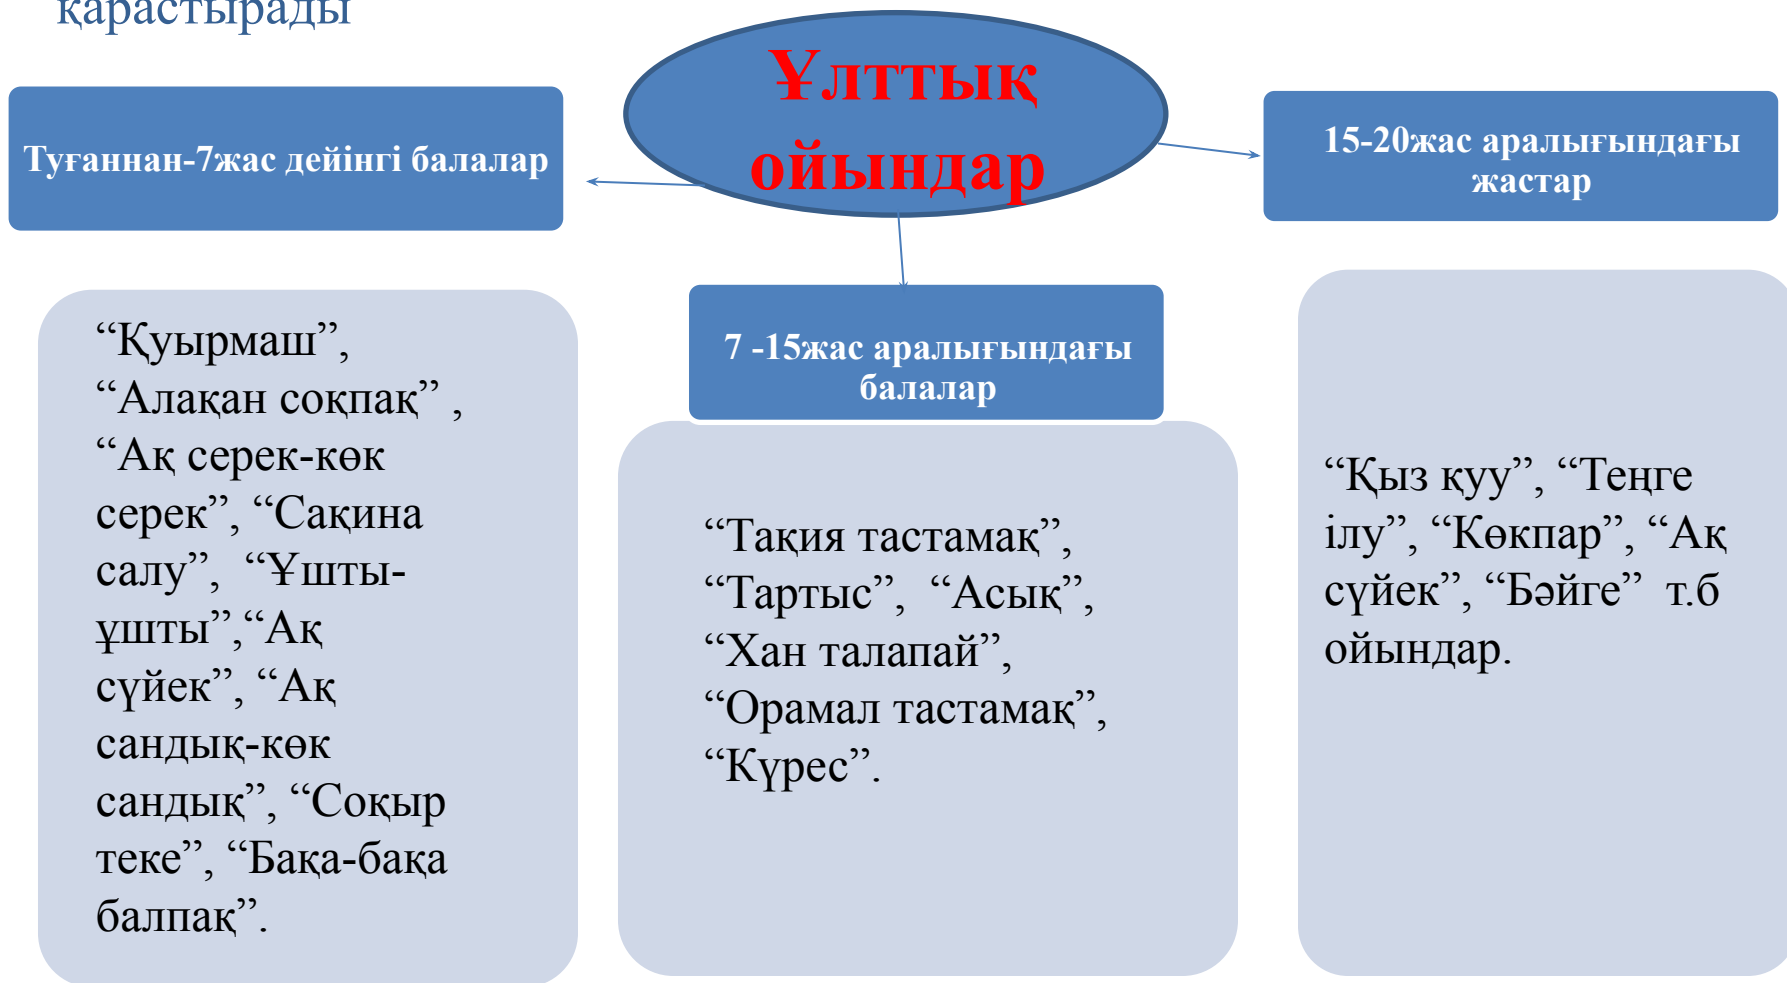 қарастырады
Ұлттық
ойындар
Туғаннан-7жас дейінгі балалар
“Қуырмаш”,
“Алақан соқпақ” ,
“Ақ серек-көк
серек”, “Сақина
салу”, “Ұшты-
ұшты”,“Ақ
сүйек”, “Ақ
сандық-көк
сандық”, “Соқыр
теке”, “Бақа-бақа
балпақ”.
7 -15жас аралығындағы
балалар
“Тақия тастамақ”,
“Тартыс”, “Асық”,
“Хан талапай”,
“Орамал тастамақ”,
“Күрес”.
15-20жас аралығындағы
жастар
“Қыз қуу”, “Теңге
ілу”, “Көкпар”, “Ақ
сүйек”, “Бәйге” т.б
ойындар.